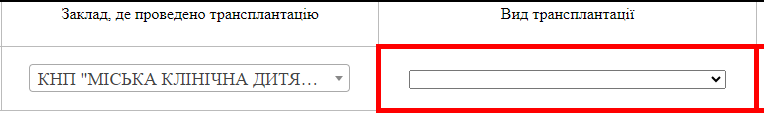 Заклад, де проведено трансплантацію
Вид трансплантації
КНП "МІСЬКА КЛІНІЧНА ДИТЯ...